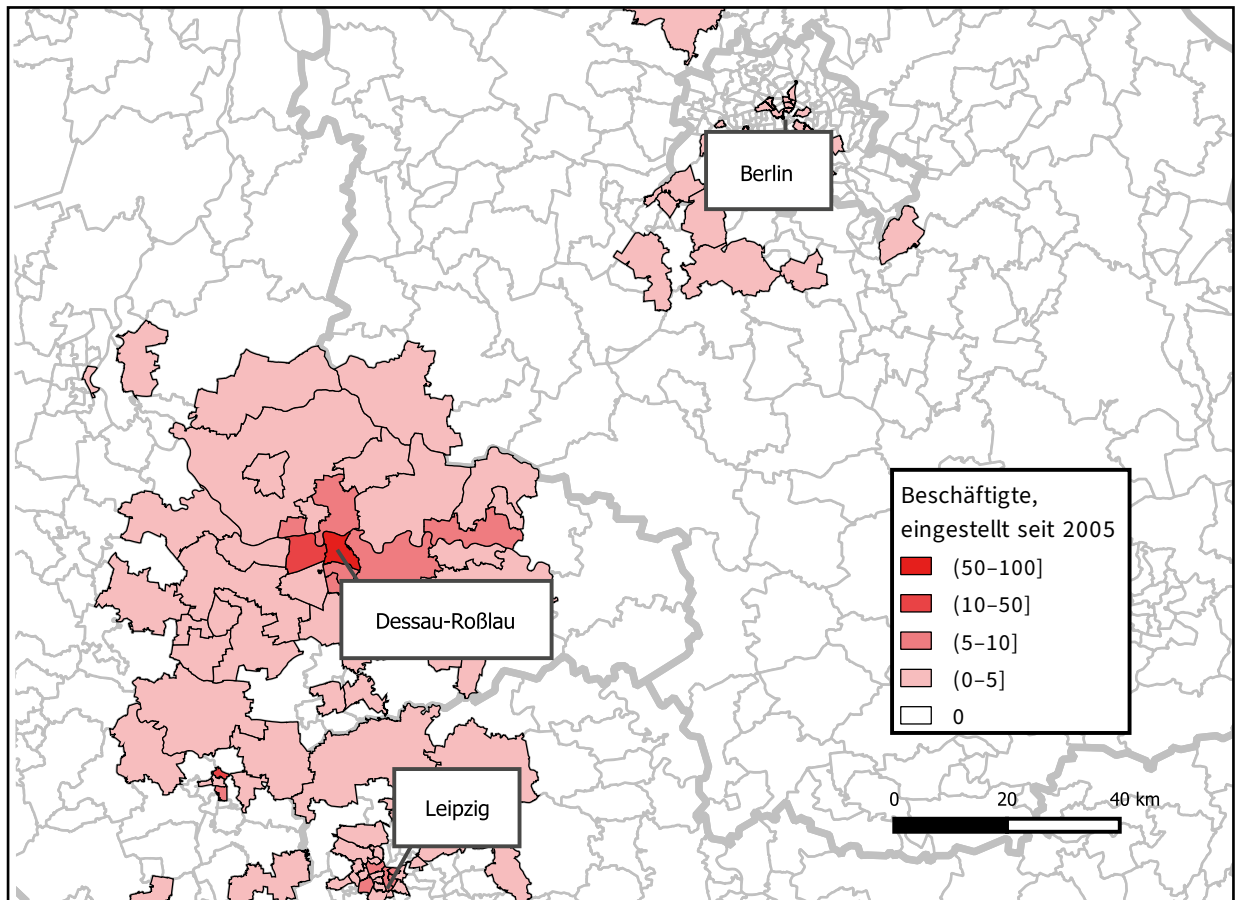 Berlin
Beschäftigte,
eingestellt seit 2005
(50–100]
(10–50]
(5–10]
(0–5]
0
Dessau-Roßlau
Leipzig
0 20 40 km